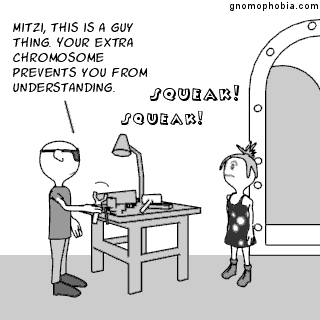 gnomophobia.com
MITZI, THIS IS A GUY
THING. YOUR EXTRA
CHROMOSOME
PREVENTS YOU FROM
UNDERSTANDING.
SQUEAK!
SQUEAK!